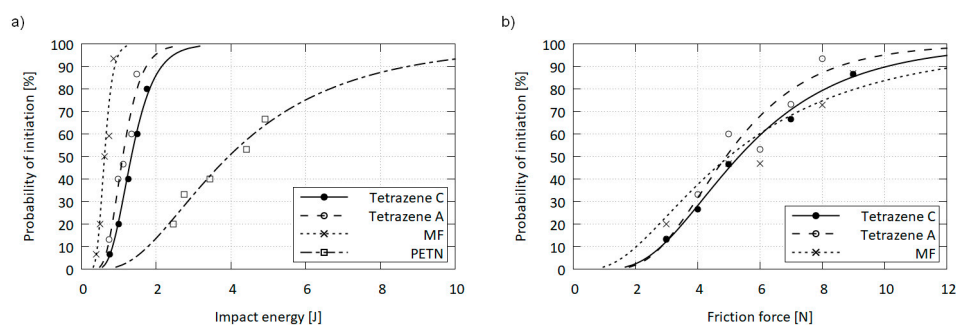 a)
Probability of initiation [%]
100
90
80
70
60
50
40
30
20
10
0
0 2 4 6 8 10
Impact energy [J]
Tetrazene C
Tetrazene A
MF
PETN
b)
Probability of initiation [%]
100
90
80
70
60
50
40
30
20
10
0
0 2 4 6 8 10 12
Friction force [N]
Tetrazene C
Tetrazene A
MF